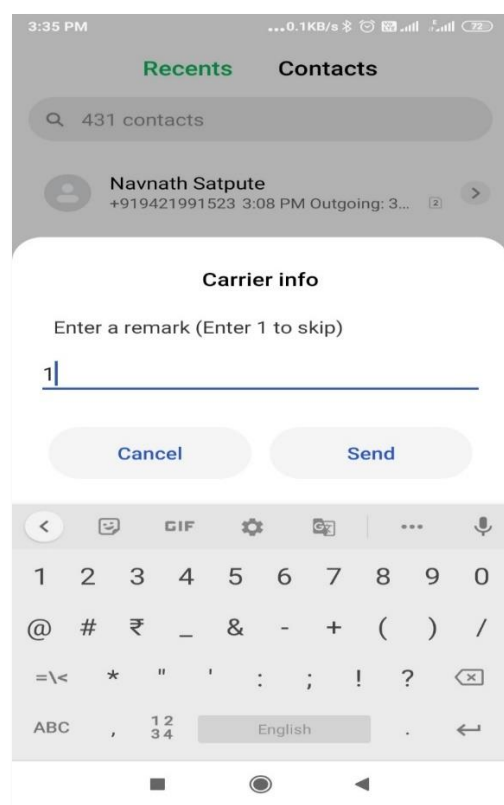 3:35 PM ...0.1KB/s 72
Recents Contacts
431 contacts
Navnath Satpute
+919421991523 3:08 PM Outgoing: 3... 2 >
Carrier info
Enter a remark (Enter 1 to skip)
1
Cancel Send
< GIF ...
1 2 3 4 5 6 7 8 9 0
@ # ₹ _ & - + ( ) /
=\< * " ' : ; ! ?
ABC , 12 34 English .